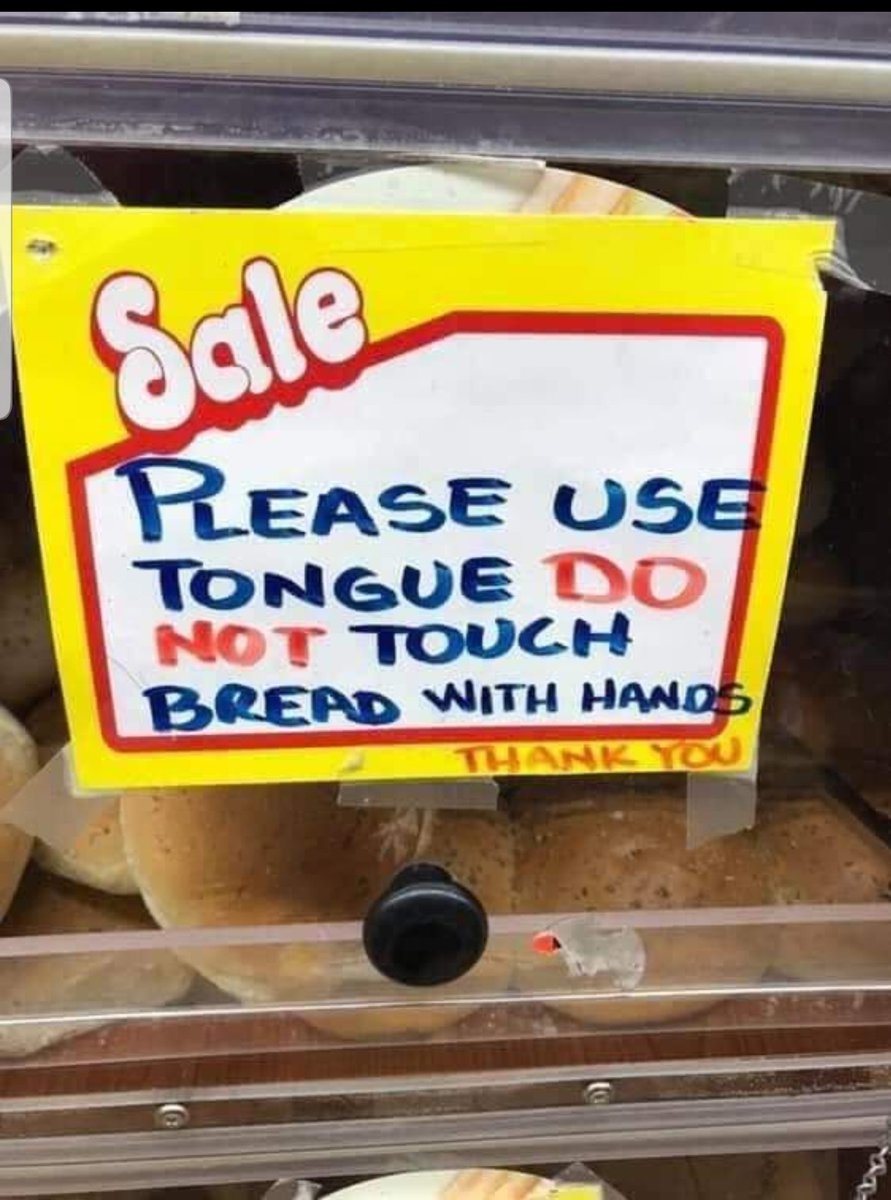 Sale
PLEASE USE
TONGUE DO
NOT TOUCH
BREAD WITH HANDS
THANK YOU